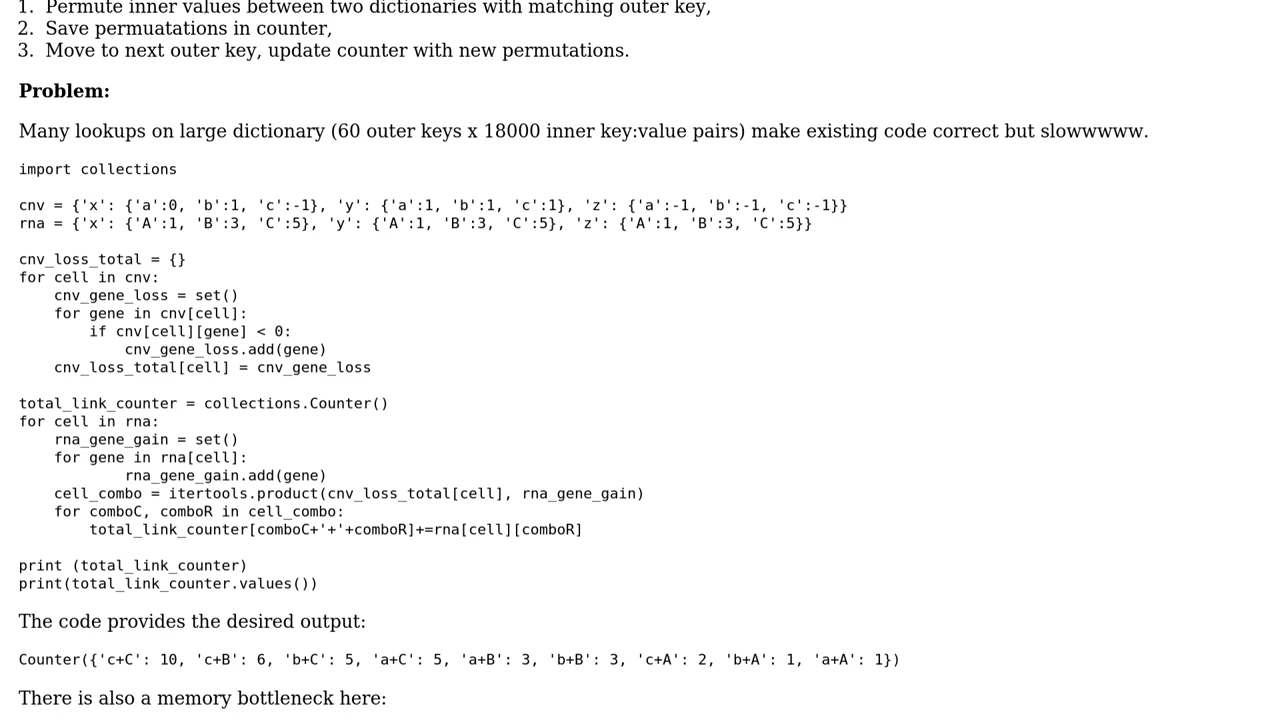 1. Permute inner values between two dictionaries with matching outer key,
2. Save permuatations in counter,
3. Move to next outer key, update counter with new permutations.
Problem:
Many lookups on large dictionary (60 outer keys x 18000 inner key:value pairs) make existing code correct but slowwwww.
import collections
cnv = {'x': {'a':0, 'b':1, 'c':-1}, 'y': {'a':1, 'b':1, 'c':1}, 'z': {'a':-1, 'b':-1, 'c':-1}}
rna = {'x': {'A':1, 'B':3, 'C':5}, 'y': {'A':1, 'B':3, 'C':5}, 'z': {'A':1, 'B':3, 'C':5}}
cnv_loss_total = {}
for cell in cnv:
    cnv_gene_loss = set()
    for gene in cnv[cell]:
        if cnv[cell][gene] < 0:
            cnv_gene_loss.add(gene)
    cnv_loss_total[cell] = cnv_gene_loss
total_link_counter = collections.Counter()
for cell in rna:
    rna_gene_gain = set()
    for gene in rna[cell]:
            rna_gene_gain.add(gene)
    cell_combo = itertools.product(cnv_loss_total[cell], rna_gene_gain)
    for comboC, comboR in cell_combo:
        total_link_counter[comboC+'+'+comboR]+=rna[cell][comboR]
print (total_link_counter)
print(total_link_counter.values())
The code provides the desired output:
Counter({'c+C': 10, 'c+B': 6, 'b+C': 5, 'a+C': 5, 'a+B': 3, 'b+B': 3, 'c+A': 2, 'b+A': 1, 'a+A': 1})
There is also a memory bottleneck here: